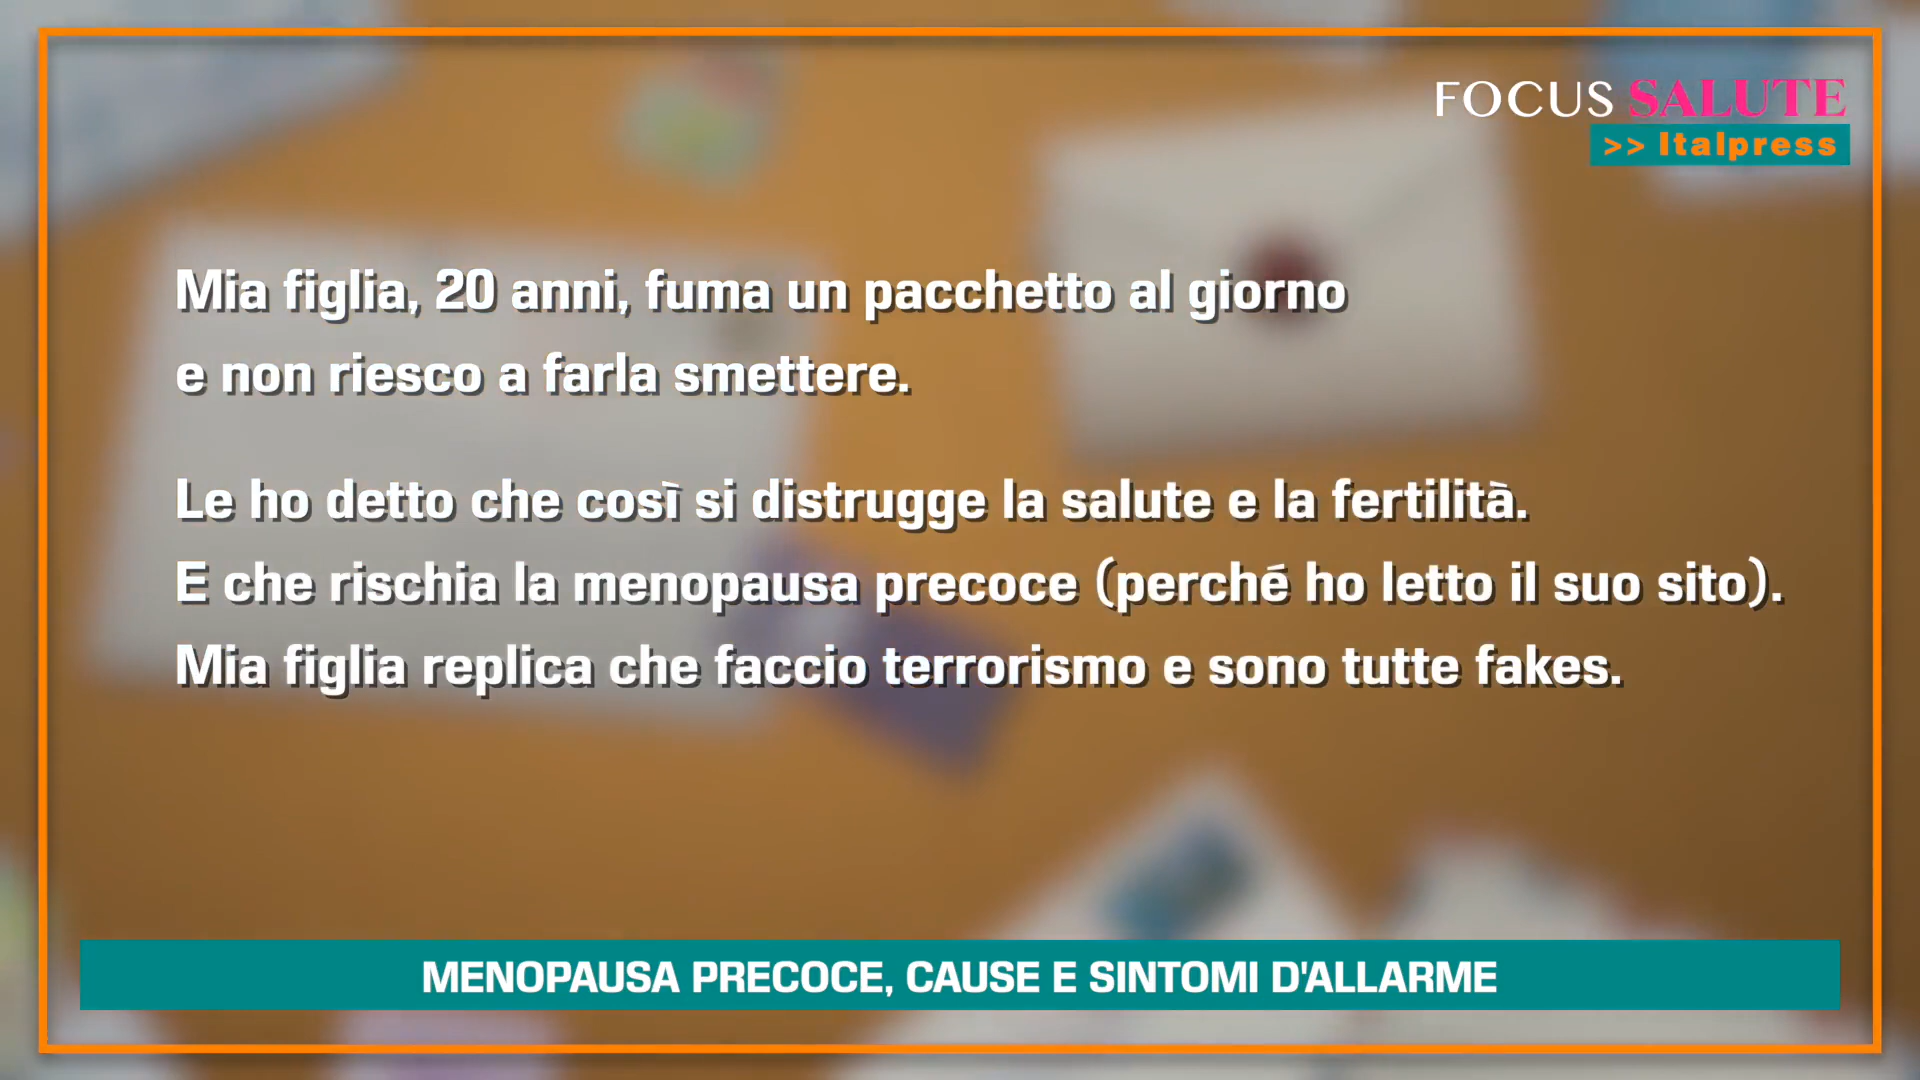 FOCUS SALUTE
>> Italpress
Mia figlia, 20 anni, fuma un pacchetto al giorno
e non riesco a farla smettere.
Le ho detto che così si distrugge la salute e la fertilità.
E che rischia la menopausa precoce (perché ho letto il suo sito).
Mia figlia replica che faccio terrorismo e sono tutte fakes.
MENOPAUSA PRECOCE, CAUSE E SINTOMI D'ALLARME